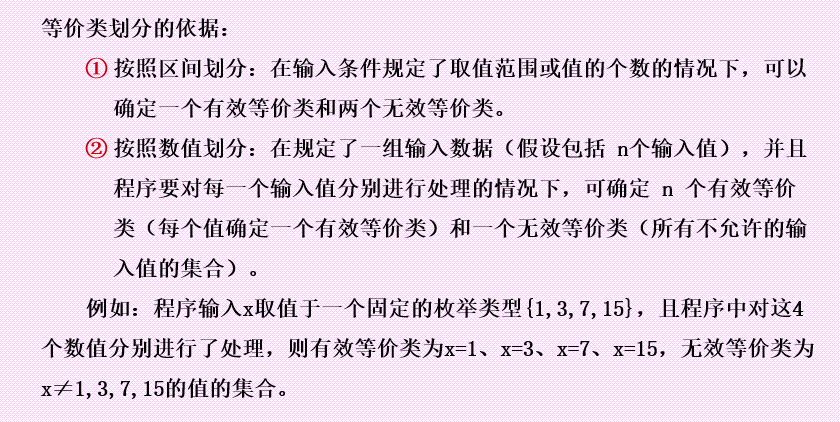 等价类划分的依据：
① 按照区间划分：在输入条件规定了取值范围或值的个数的情况下，可以
确定一个有效等价类和两个无效等价类。
② 按照数值划分：在规定了一组输入数据（假设包括 n个输入值），并且
程序要对每一个输入值分别进行处理的情况下，可确定 n 个有效等价
类（每个值确定一个有效等价类）和一个无效等价类（所有不允许的输
入值的集合）。
例如：程序输入x取值于一个固定的枚举类型{1,3,7,15}，且程序中对这4
个数值分别进行了处理，则有效等价类为x=1、x=3、x=7、x=15，无效等价类为
x≠1,3,7,15的值的集合。